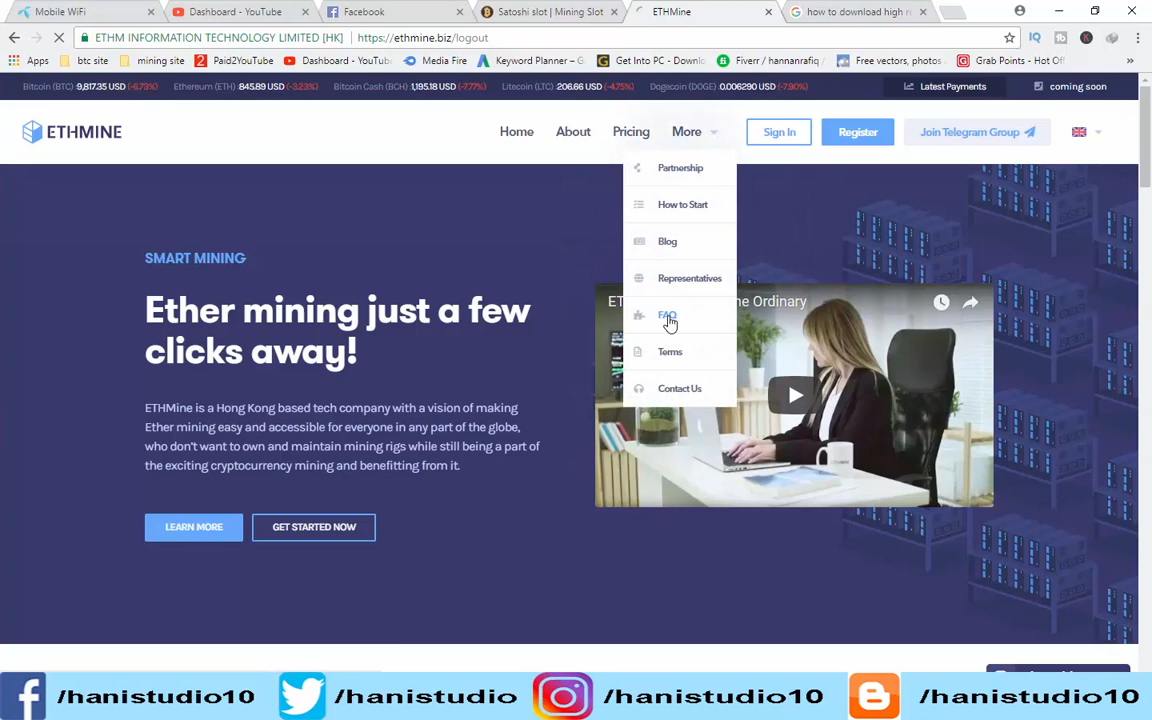 Mobile WiFi
Dashboard - YouTube
Facebook
Satoshi slot | Mining Slot
ETHMine
how to download high r
ETHM INFORMATION TECHNOLOGY LIMITED [HK]
https://ethmine.biz/logout
Apps
btc site
mining site
Paid2YouTube
Dashboard - YouTu
Media Fire
Keyword Planner – G
Get Into PC - Downl
Fiverr / hannanrafiq /
Free vectors, photos
Grab Points - Hot Off
Bitcoin (BTC) :9,817.35 USD (-6.73%)
Ethereum (ETH) :845.89 USD (-3.23%)
Bitcoin Cash (BCH) :1,195.18 USD (-7.77%)
Litecoin (LTC) :206.66 USD (-4.75%)
Dogecoin (DOGE) :0.006290 USD (-7.90%)
Latest Payments
coming soon
ETHMINE
Home
About
Pricing
More
Sign In
Register
Join Telegram Group
Partnership
How to Start
Blog
Representatives
FAQ
Terms
Contact Us
SMART MINING
Ether mining just a few
clicks away!
ETHMine is a Hong Kong based tech company with a vision of making
Ether mining easy and accessible for everyone in any part of the globe,
who don't want to own and maintain mining rigs while still being a part of
the exciting cryptocurrency mining and benefitting from it.
LEARN MORE
GET STARTED NOW
Ordinary
/hanistudio10
/hanistudio
/hanistudio10
/hanistudio10